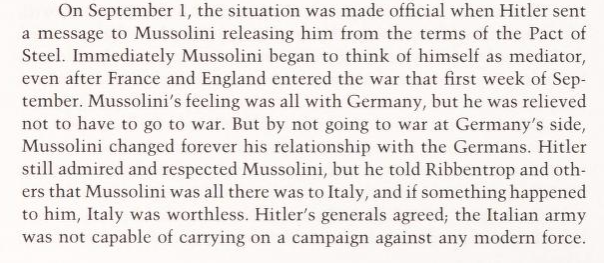 On September 1, the situation was made official when Hitler sent
a message to Mussolini releasing him from the terms of the Pact of
Steel. Immediately Mussolini began to think of himself as mediator,
even after France and England entered the war that first week of Sep-
tember. Mussolini's feeling was all with Germany, but he was relieved
not to have to go to war. But by not going to war at Germany's side,
Mussolini changed forever his relationship with the Germans. Hitler
still admired and respected Mussolini, but he told Ribbentrop and oth-
ers that Mussolini was all there was to Italy, and if something happened
to him, Italy was worthless. Hitler's generals agreed; the Italian army
was not capable of carrying on a campaign against any modern force.